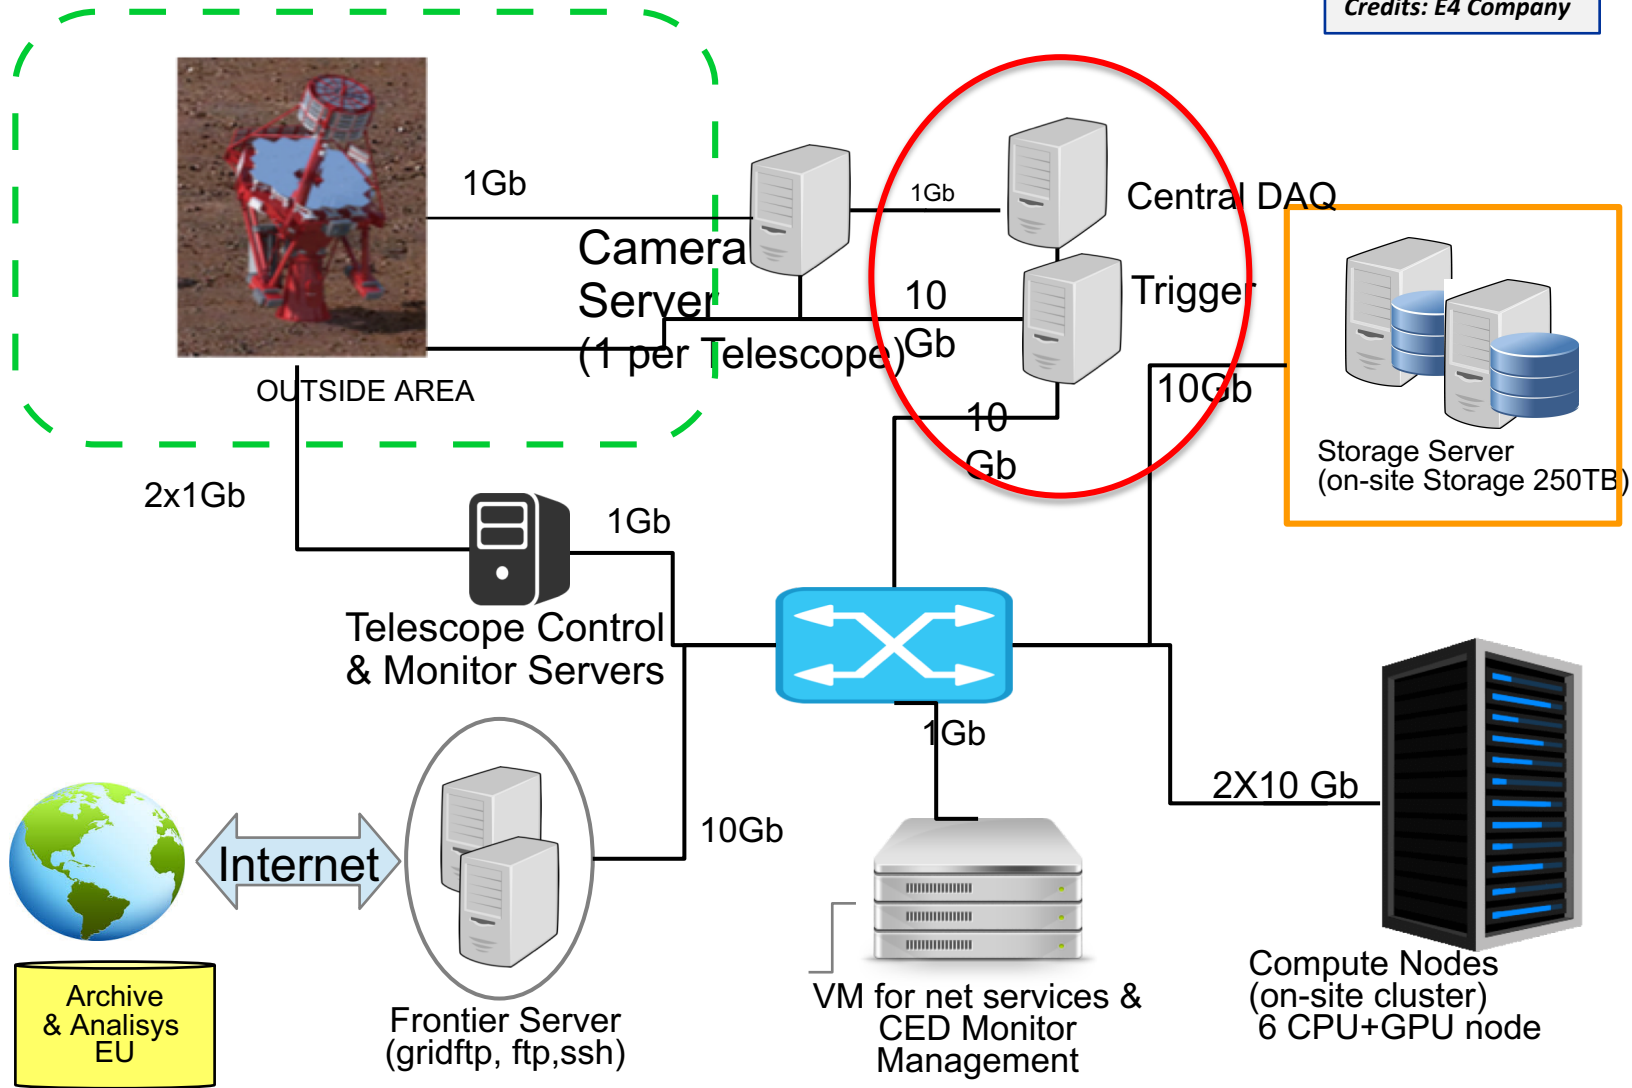 Credits: E4 Company
1Gb
1Gb
Central DAQ
Camera
Server
(1 per Telescope)
10
Gb
Trigger
OUTSIDE AREA
10Gb
10
Gb
Storage Server
(on-site Storage 250TB)
2x1Gb
1Gb
Telescope Control
& Monitor Servers
1Gb
2X10 Gb
10Gb
Internet
Archive
& Analisys
EU
Frontier Server
(gridftp, ftp,ssh)
VM for net services &
CED Monitor
Management
Compute Nodes
(on-site cluster)
6 CPU+GPU node